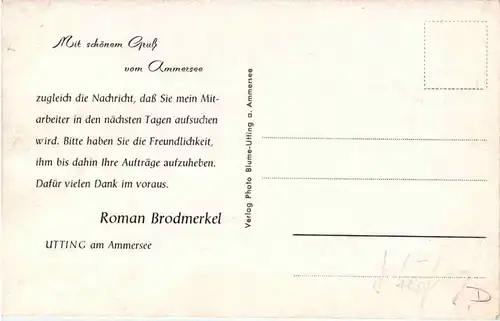 Mit schönem Gruß
vom Ammersee
zugleich die Nachricht, daß Sie mein Mit-
arbeiter in den nächsten Tagen aufsuchen
wird. Bitte haben Sie die Freundlichkeit,
ihm bis dahin Ihre Aufträge aufzuheben.
Dafür vielen Dank im voraus.
Roman Brodmerkel
UTTING am Ammersee
Verlag Photo Blume-Utting a. Ammersee